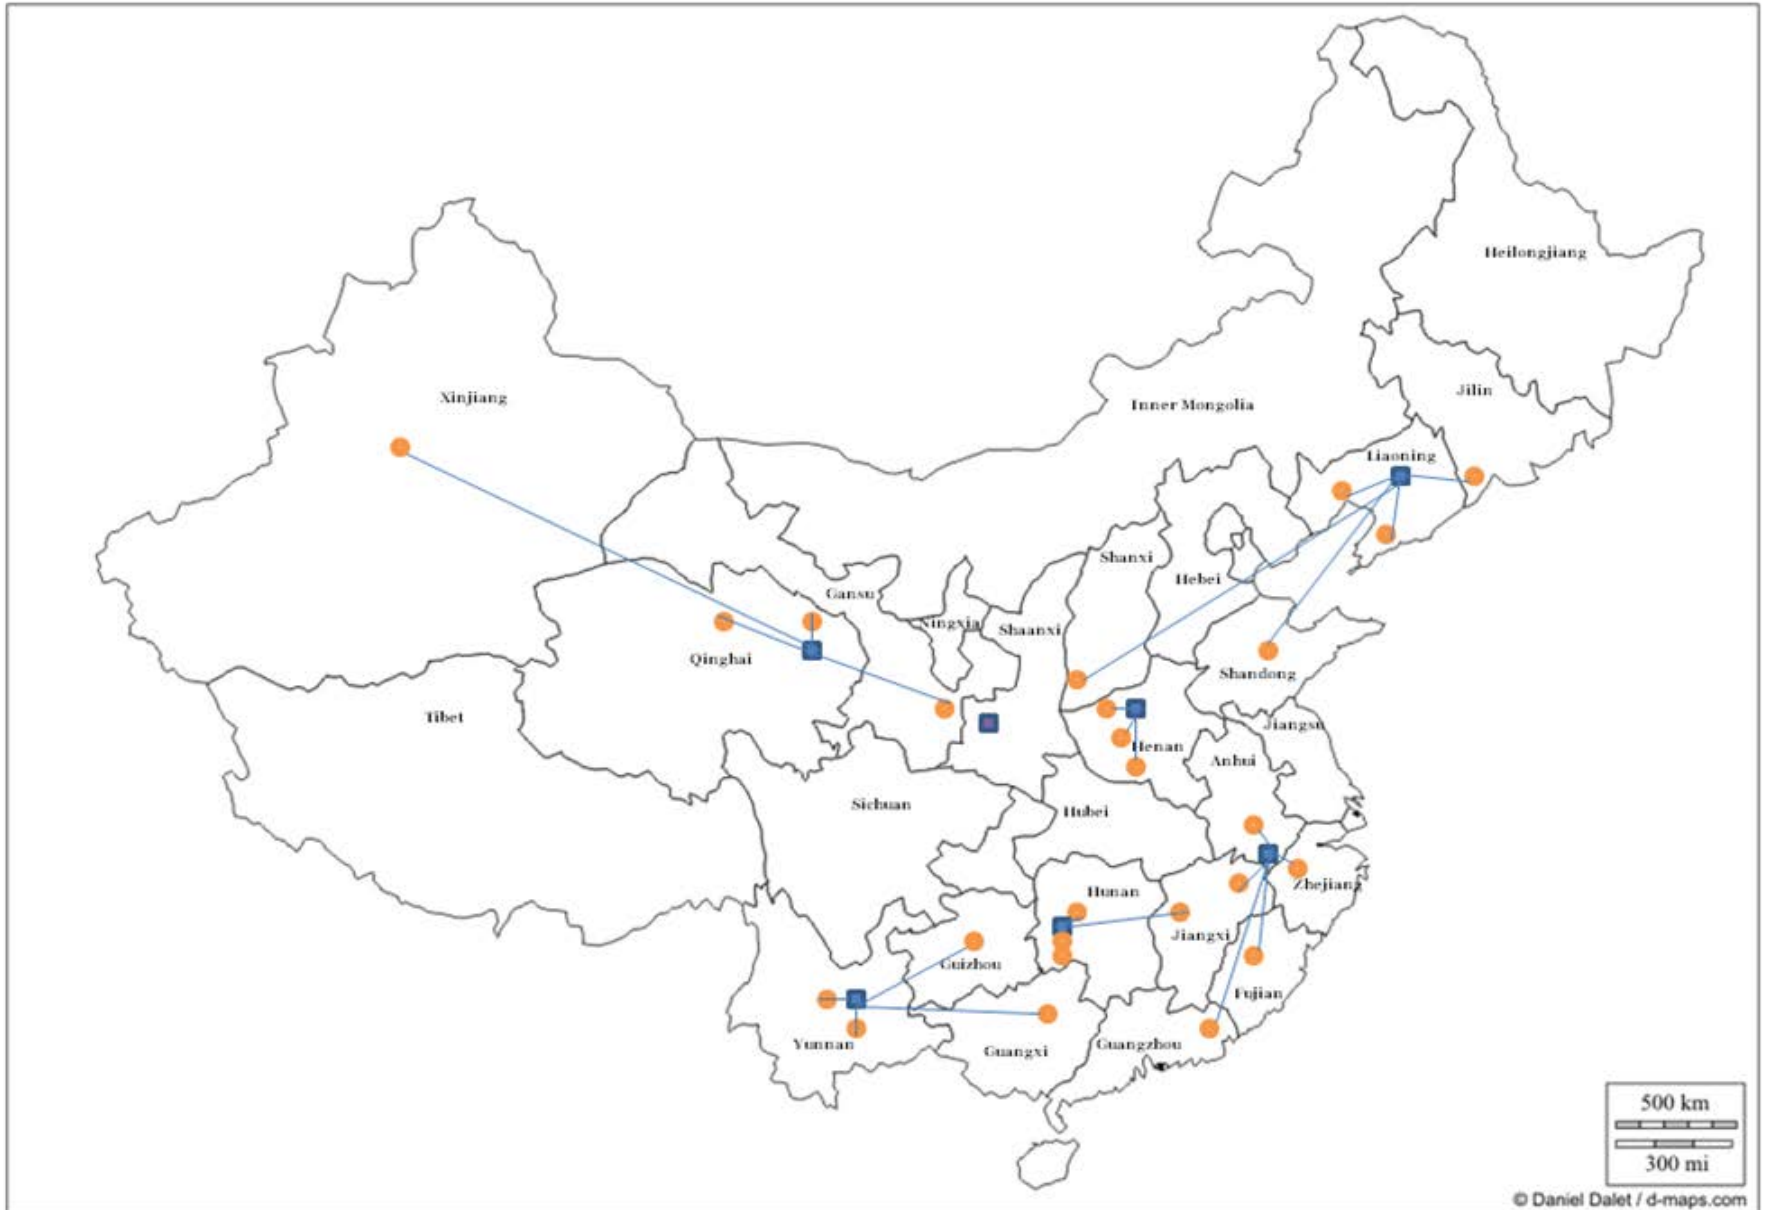 Heilongjiang
Jilin
Xinjiang
Inner Mongolia
Liaoning
Shanxi
Hebei
Gansu
Ningxia
Shaanxi
Qinghai
Shandong
Tibet
Jiangsu
Henan
Anhui
Sichuan
Hubei
Zhejiang
Hunan
Jiangxi
Guizhou
Fujian
Yunnan
Guangxi
Guangzhou
500 km
300 mi
© Daniel Dalet / d-maps.com